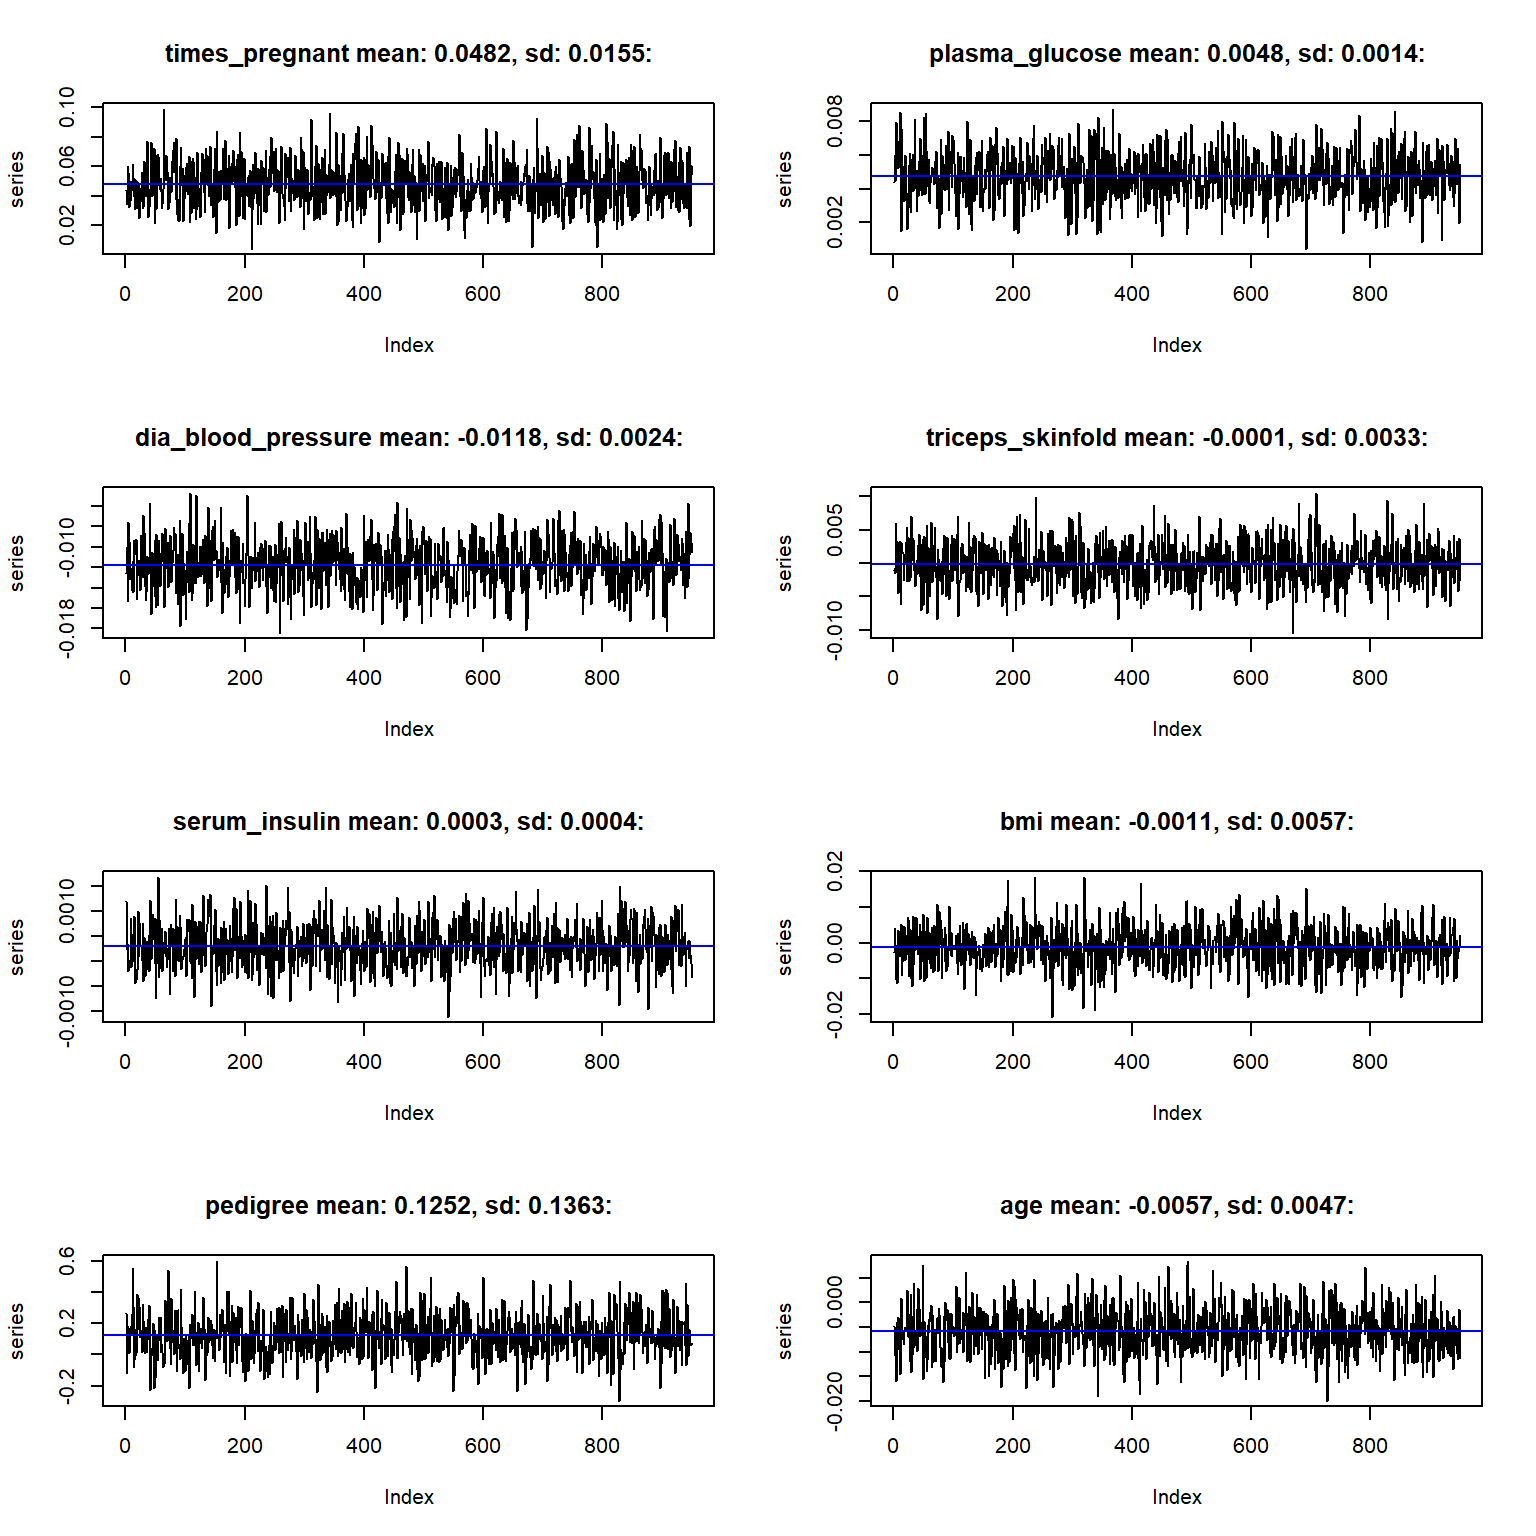 times_pregnant mean: 0.0482, sd: 0.0155:
series
0.02 0.06 0.10
0 200 400 600 800
Index
plasma_glucose mean: 0.0048, sd: 0.0014:
series
0.002 0.008
0 200 400 600 800
Index
dia_blood_pressure mean: -0.0118, sd: 0.0024:
series
-0.018 -0.010
0 200 400 600 800
Index
triceps_skinfold mean: -0.0001, sd: 0.0033:
series
-0.010 0.005
0 200 400 600 800
Index
serum_insulin mean: 0.0003, sd: 0.0004:
series
-0.0010 0.0010
0 200 400 600 800
Index
bmi mean: -0.0011, sd: 0.0057:
series
-0.02 0.00 0.02
0 200 400 600 800
Index
pedigree mean: 0.1252, sd: 0.1363:
series
-0.2 0.2 0.6
0 200 400 600 800
Index
age mean: -0.0057, sd: 0.0047:
series
-0.020 0.000
0 200 400 600 800
Index